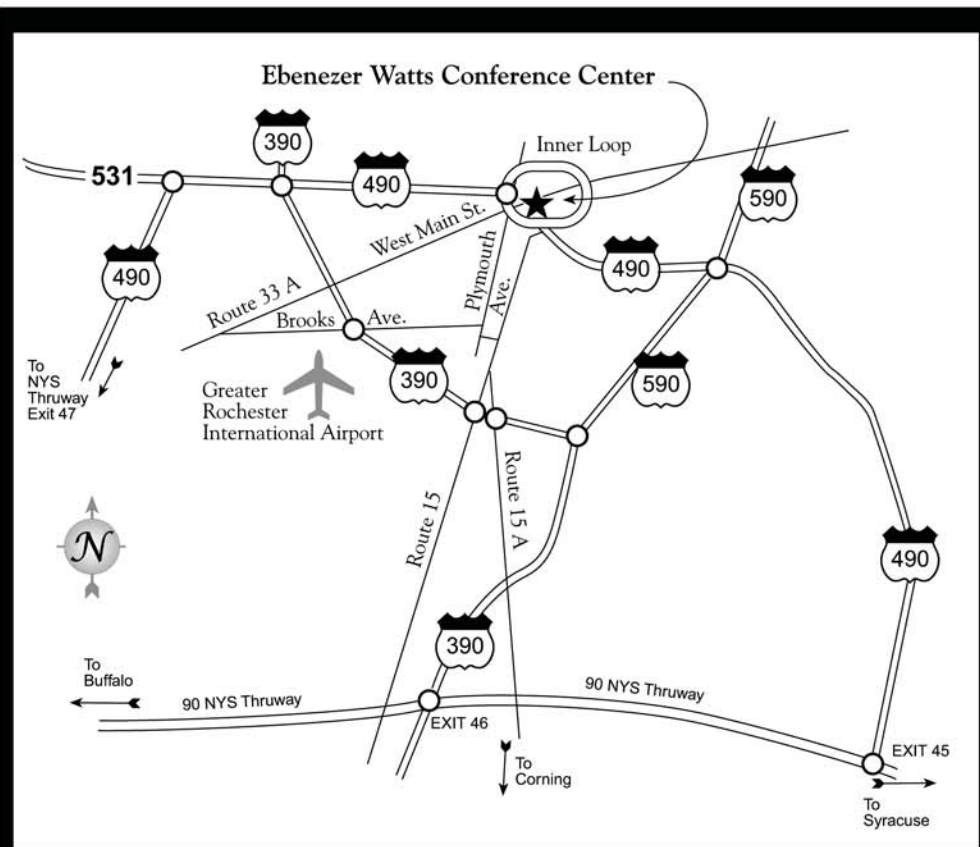 Ebenezer Watts Conference Center
390
Inner Loop
531
490
590
West Main St.
490
490
Plymouth
Ave.
Route 33 A
Brooks Ave.
To
NYS
Thruway
Exit 47
390
590
Greater
Rochester
International Airport
Route 15
Route 15 A
N
490
390
To
Buffalo
90 NYS Thruway
90 NYS Thruway
EXIT 46
EXIT 45
To
Corning
To
Syracuse